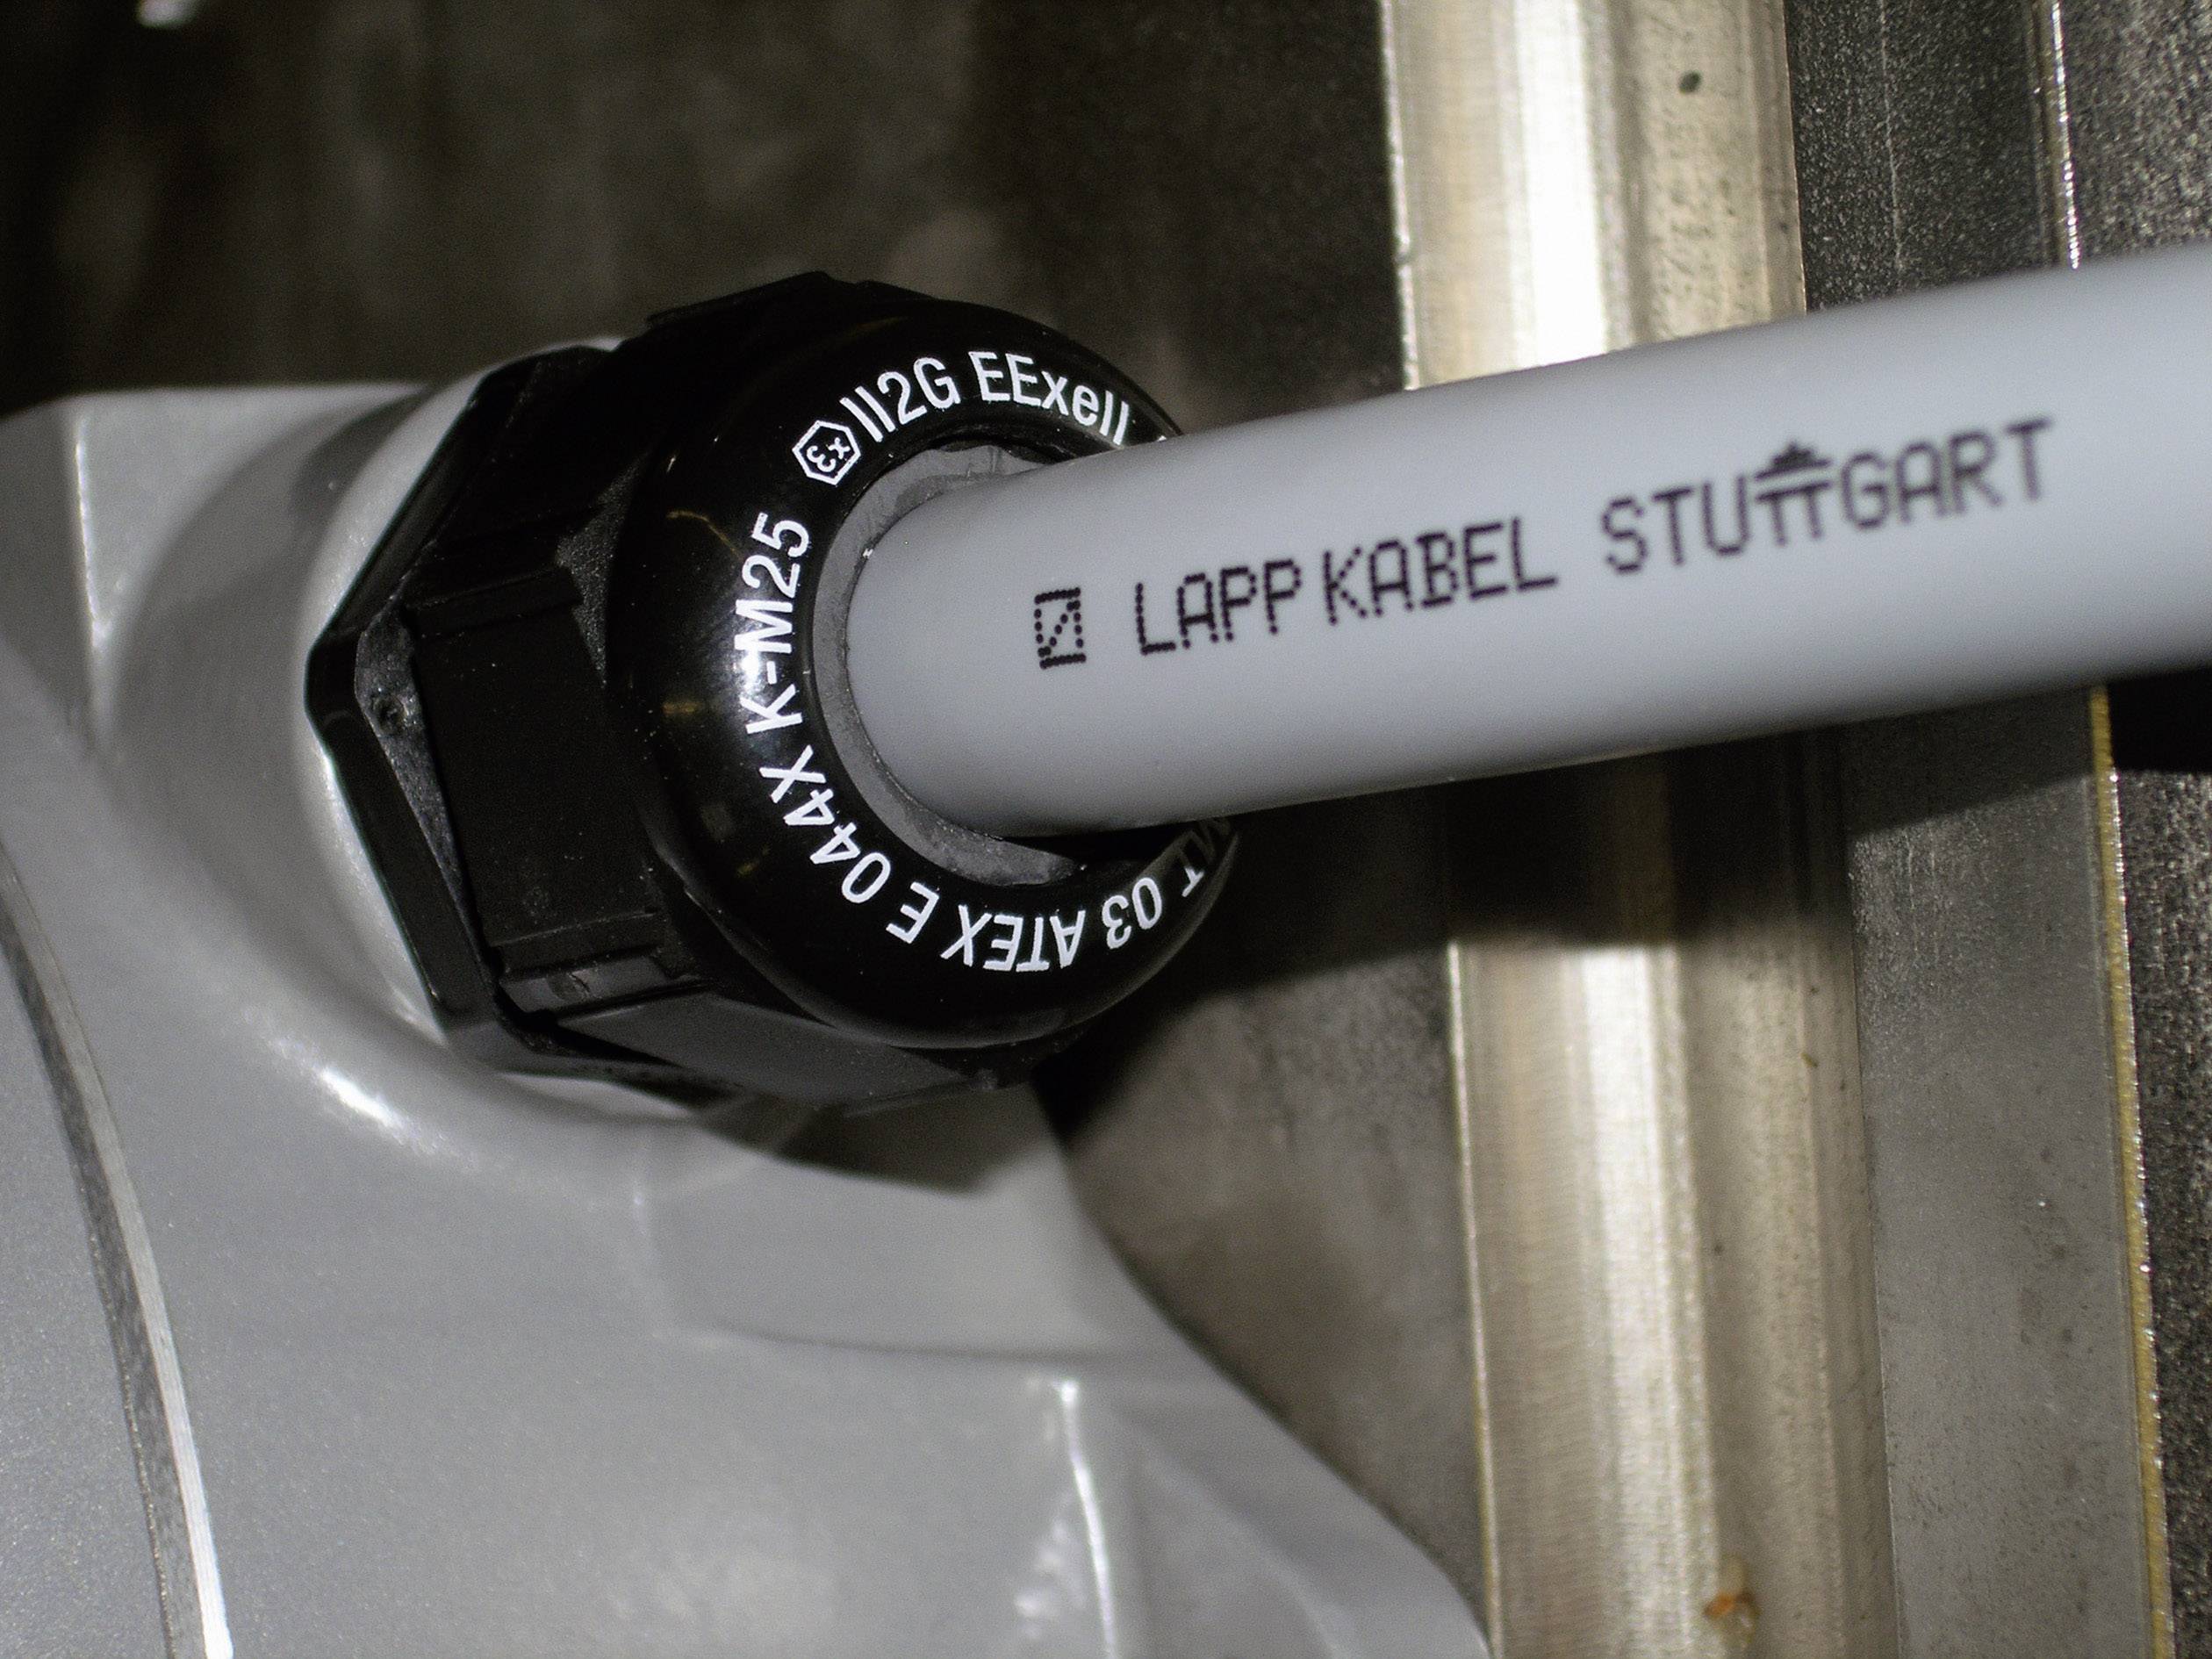 II2G EExeII
03 ATEX E 044X K-M25
LAPP KABEL STUTTGART